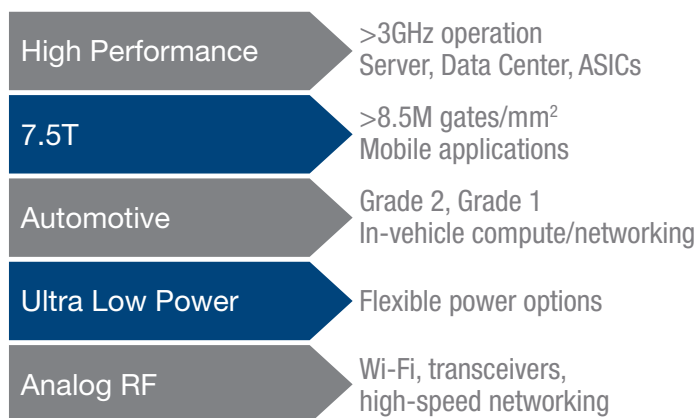 High Performance
>3GHz operation
Server, Data Center, ASICs
7.5T
>8.5M gates/mm²
Mobile applications
Automotive
Grade 2, Grade 1
In-vehicle compute/networking
Ultra Low Power
Flexible power options
Analog RF
Wi-Fi, transceivers,
high-speed networking